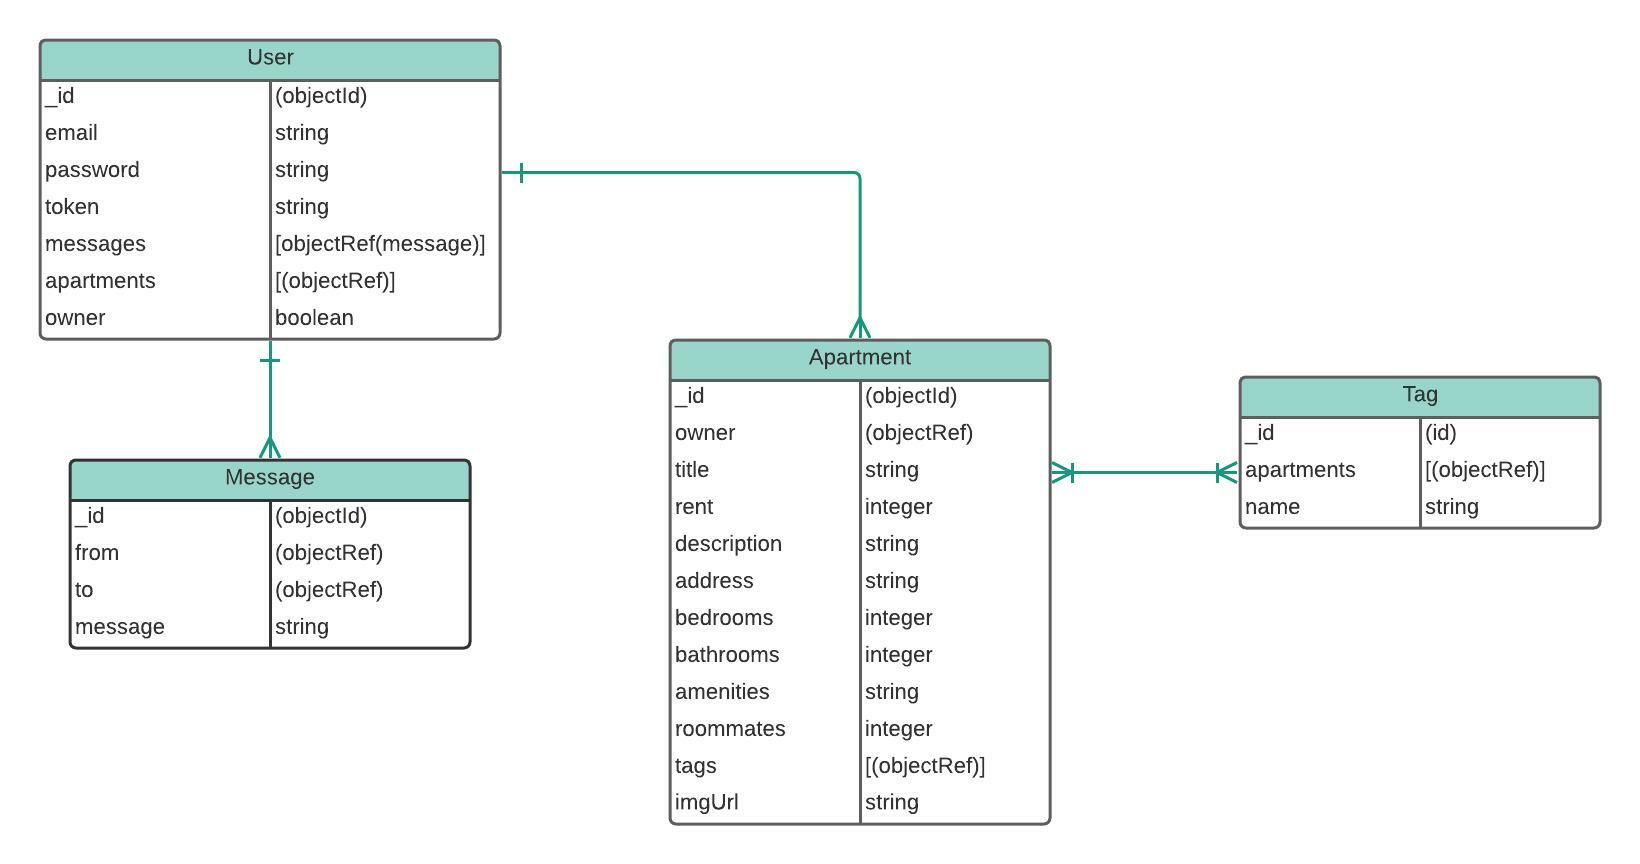 User
_id (objectId)
email string
password string
token string
messages [objectRef(message)]
apartments [(objectRef)]
owner boolean
Message
_id (objectId)
from (objectRef)
to (objectRef)
message string
Apartment
_id (objectId)
owner (objectRef)
title string
rent integer
description string
address string
bedrooms integer
bathrooms integer
amenities string
roommates integer
tags [(objectRef)]
imgUrl string
Tag
_id (id)
apartments [(objectRef)]
name string